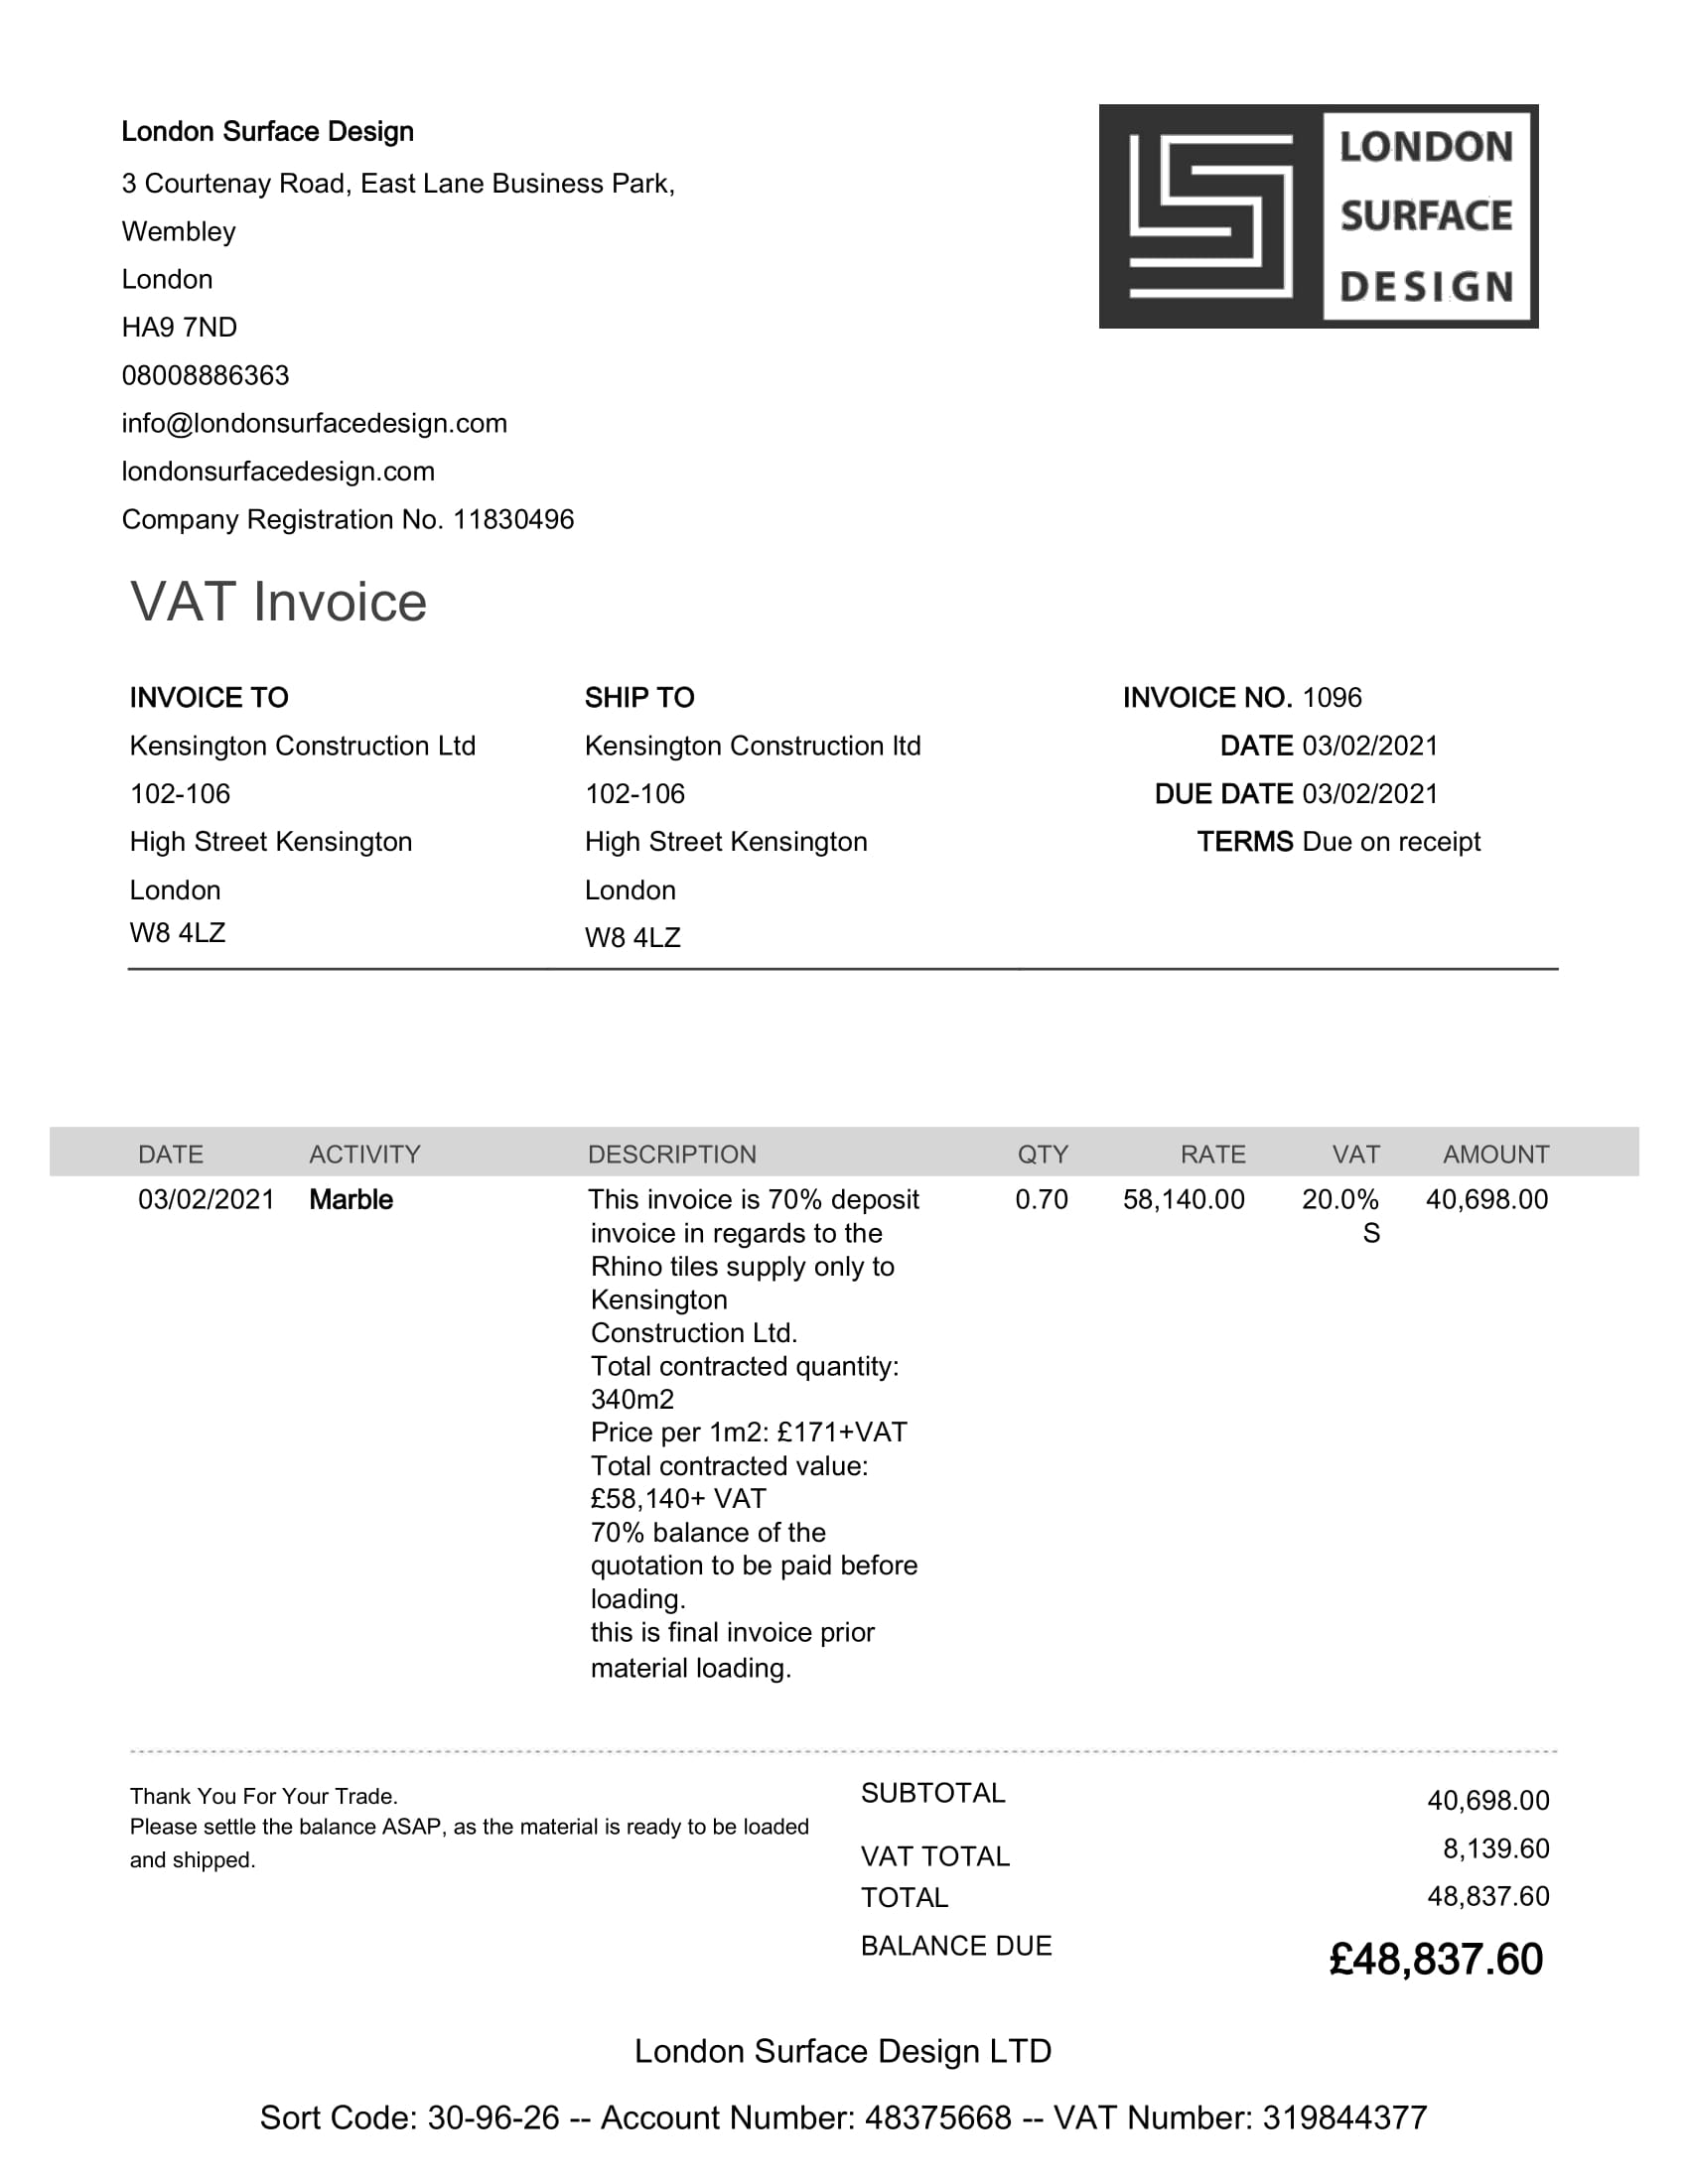 London Surface Design
3 Courtenay Road, East Lane Business Park,
Wembley
London
HA9 7ND
08008886363
info@londonsurfacedesign.com
londonsurfacedesign.com
Company Registration No. 11830496
LONDON
SURFACE
DESIGN
VAT Invoice
INVOICE TO
Kensington Construction Ltd
102-106
High Street Kensington
London
W8 4LZ
SHIP TO
Kensington Construction ltd
102-106
High Street Kensington
London
W8 4LZ
INVOICE NO. 1096
DATE 03/02/2021
DUE DATE 03/02/2021
TERMS Due on receipt
DATE ACTIVITY DESCRIPTION QTY RATE VAT AMOUNT
03/02/2021 Marble This invoice is 70% deposit 0.70 58,140.00 20.0% 40,698.00
invoice in regards to the S
Rhino tiles supply only to
Kensington
Construction Ltd.
Total contracted quantity:
340m2
Price per 1m2: £171+VAT
Total contracted value:
£58,140+ VAT
70% balance of the
quotation to be paid before
loading.
this is final invoice prior
material loading.
Thank You For Your Trade.
Please settle the balance ASAP, as the material is ready to be loaded
and shipped.
SUBTOTAL 40,698.00
VAT TOTAL 8,139.60
TOTAL 48,837.60
BALANCE DUE £48,837.60
London Surface Design LTD
Sort Code: 30-96-26 -- Account Number: 48375668 -- VAT Number: 319844377